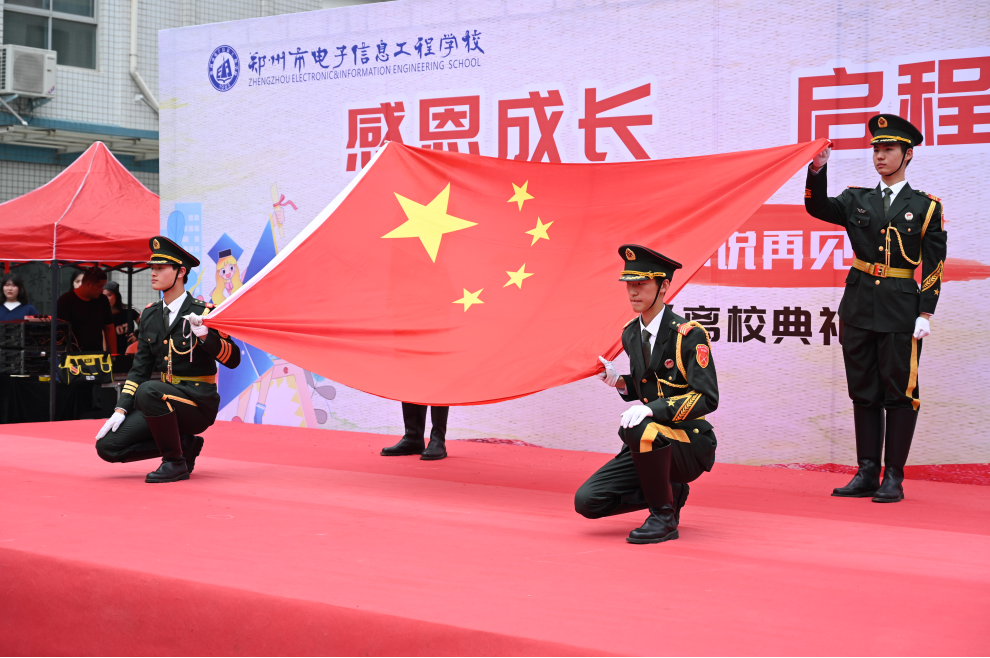 郑州市电子信息工程学校
ZHENGZHOU ELECTRONIC&INFORMATION ENGINEERING SCHOOL
感恩成长 启程
说再见
离校典礼